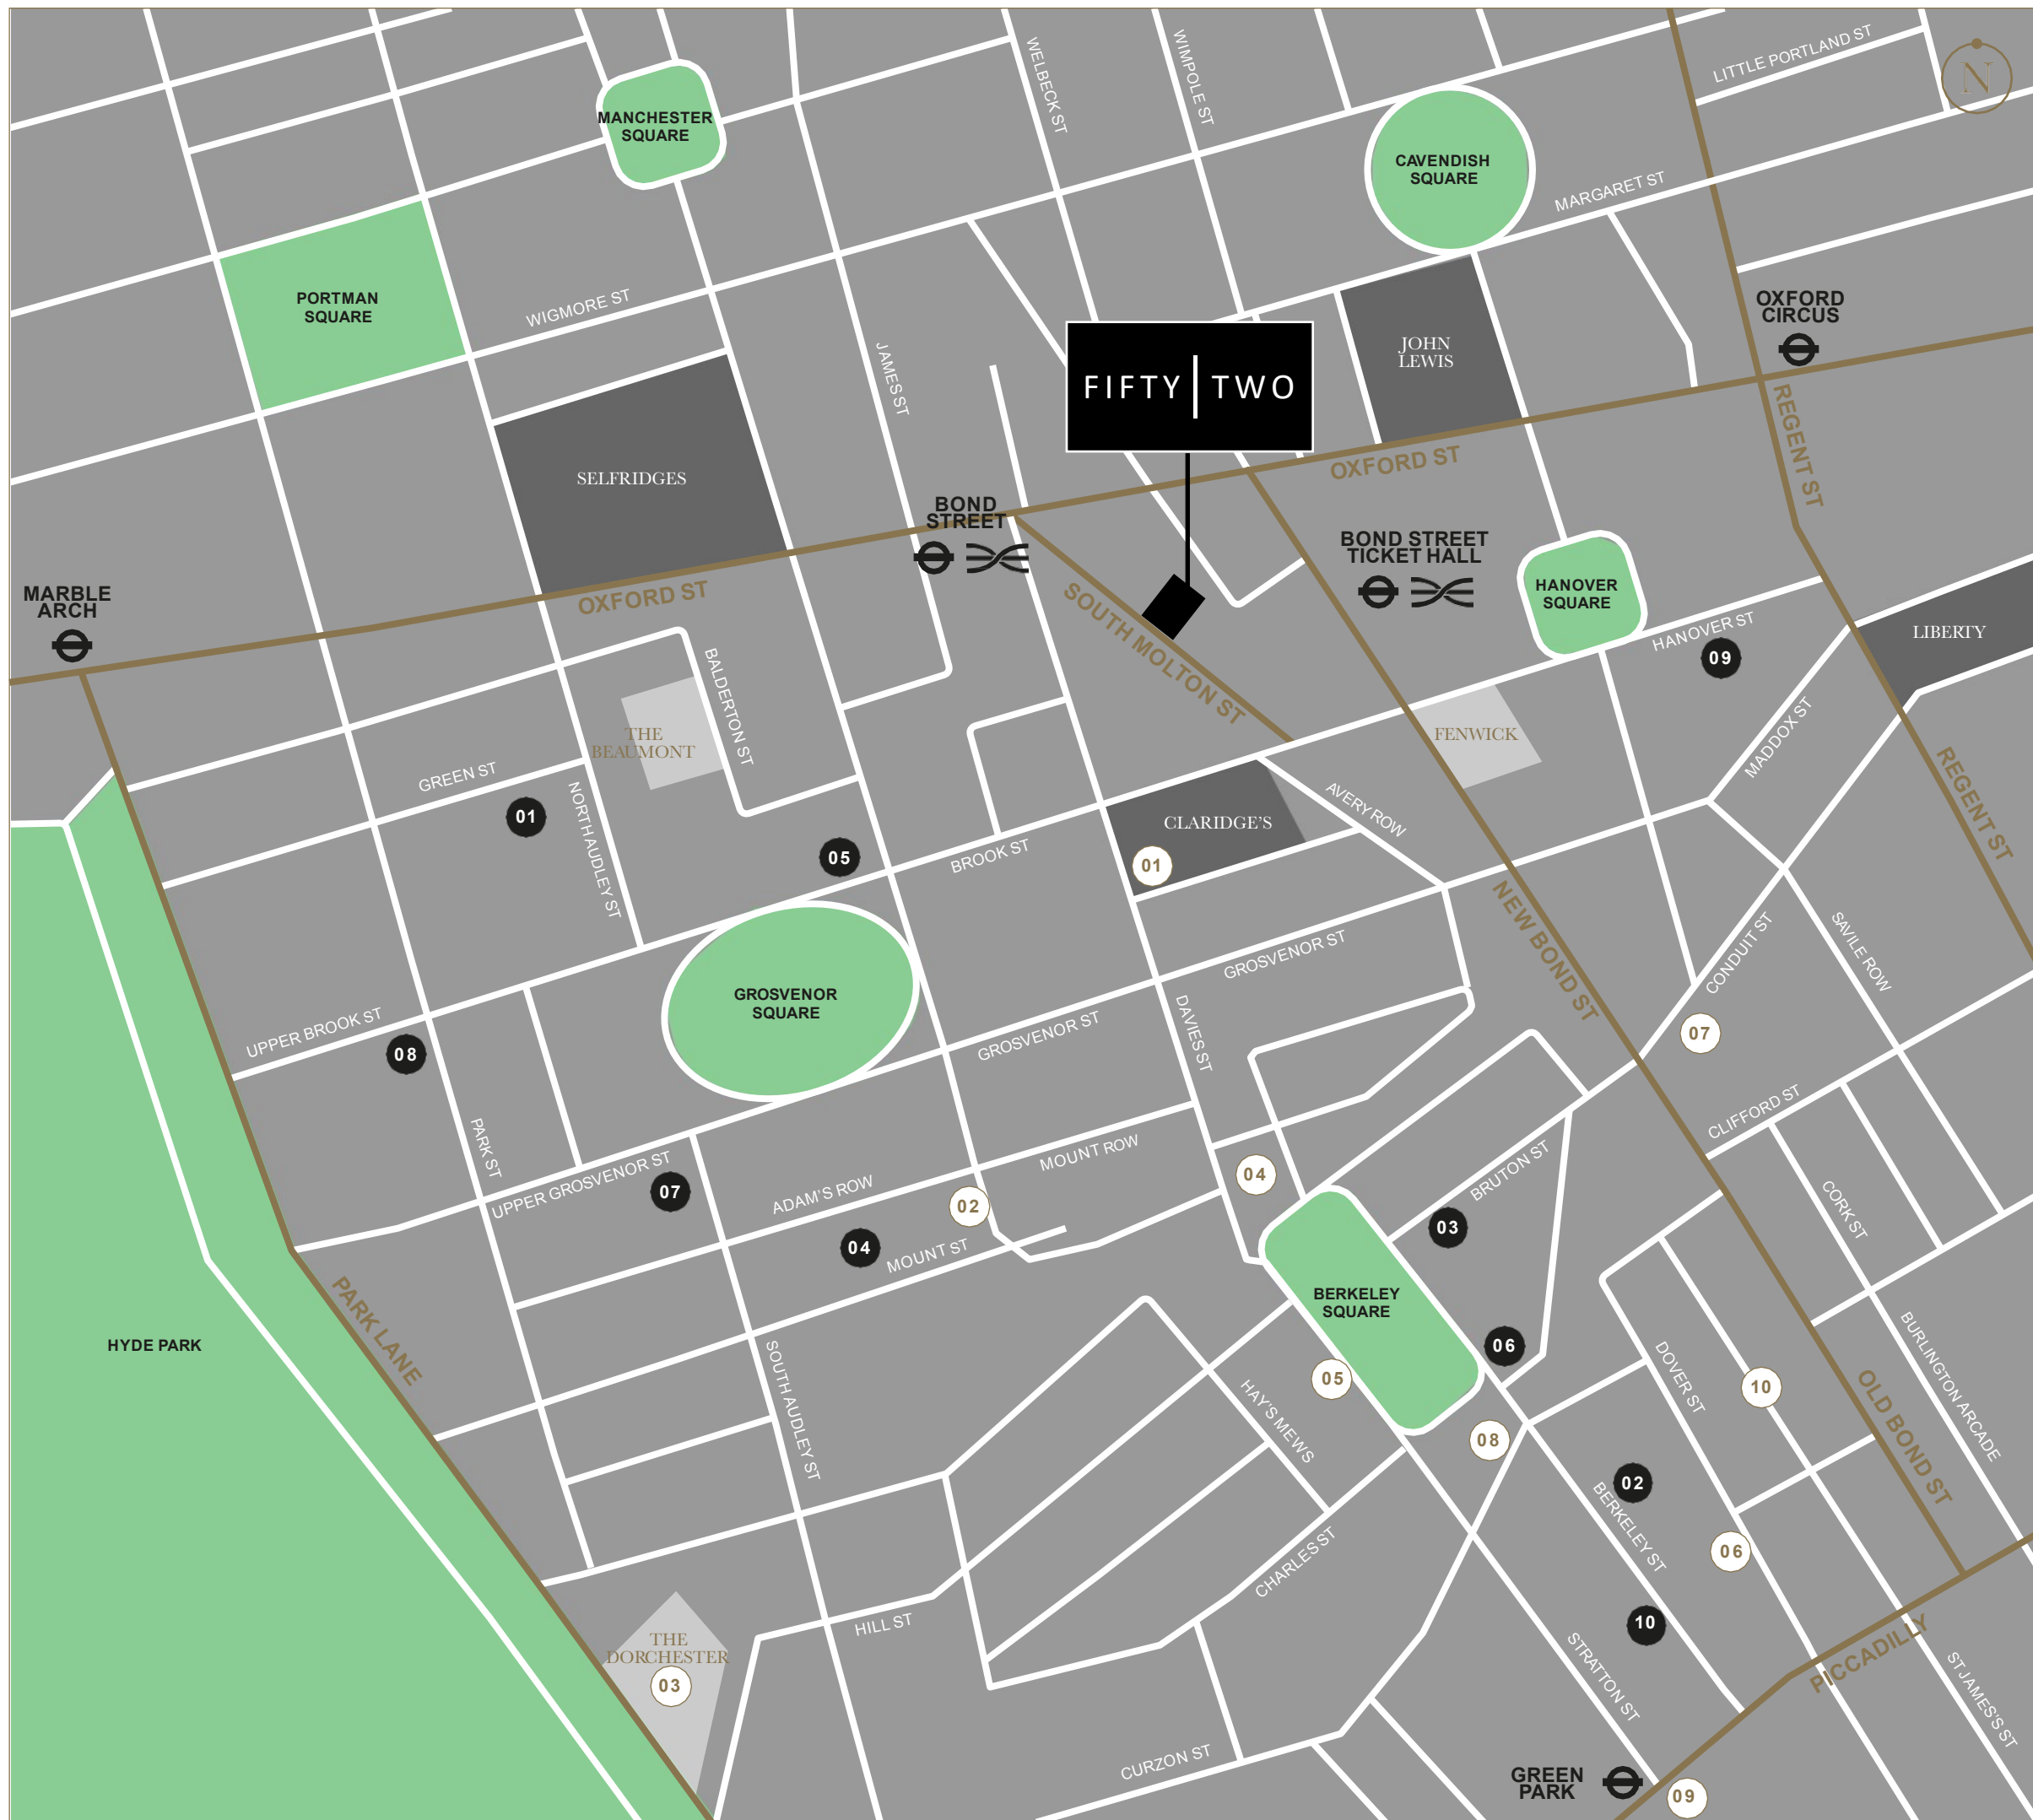 LITTLE PORTLAND ST
N
WELBECK ST
WIMPOLE ST
MANCHESTER
SQUARE
CAVENDISH
SQUARE
MARGARET ST
PORTMAN
SQUARE
WIGMORE ST
OXFORD
CIRCUS
JAMES ST
JOHN
LEWIS
FIFTY TWO
REGENT ST
OXFORD ST
SELFRIDGES
BOND
STREET
BOND STREET
TICKET HALL
MARBLE
ARCH
OXFORD ST
HANOVER
SQUARE
SOUTH MOLTON ST
HANOVER ST
09
LIBERTY
BALDERTON ST
THE
BEAUMONT
FENWICK
MADDOX ST
REGENT ST
GREEN ST
01
NORTH AUDLEY ST
AVERY ROW
CLARIDGE'S
01
05
BROOK ST
NEW BOND ST
GROSVENOR ST
CONDUIT ST
SAVILE ROW
GROSVENOR
SQUARE
UPPER BROOK ST
08
GROSVENOR ST
DAVIES ST
07
CLIFFORD ST
PARK ST
UPPER GROSVENOR ST
07
ADAM'S ROW
MOUNT ROW
02
04
BRUTON ST
03
CORK ST
04
MOUNT ST
PARK LANE
HYDE PARK
BERKELEY
SQUARE
06
05
DOVER ST
10
BURLINGTON ARCADE
OLD BOND ST
SOUTH AUDLEY ST
HAY'S MEWS
08
02
BERKELEY ST
06
CHARLES ST
HILL ST
10
THE
DORCHESTER
03
STRATTON ST
PICCADILLY
ST JAMES'S ST
CURZON ST
GREEN
PARK
09